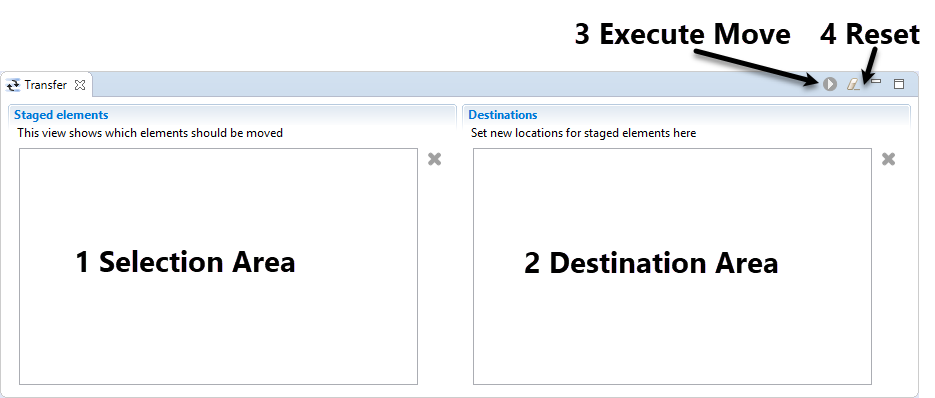 3 Execute Move 4 Reset
Transfer
Staged elements
This view shows which elements should be moved
Destinations
Set new locations for staged elements here
1 Selection Area
2 Destination Area